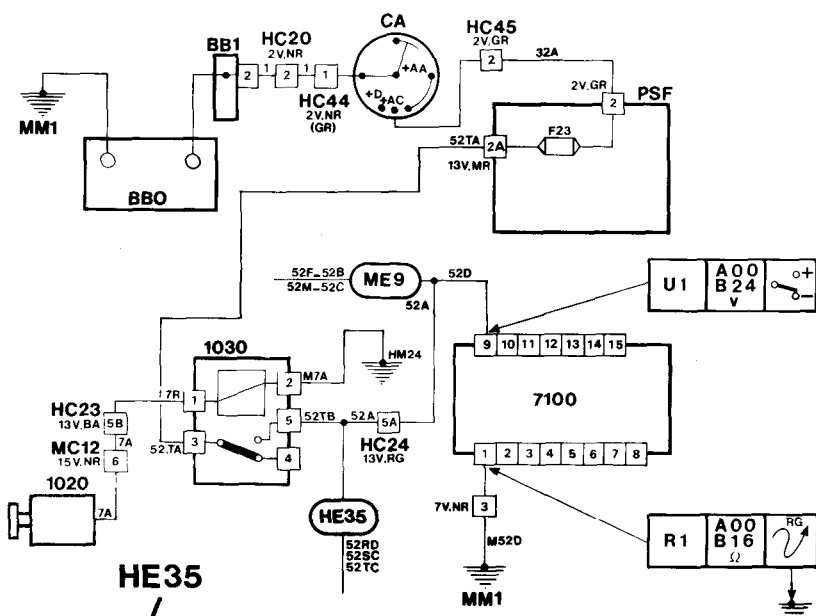 CA
HC45
2V.GR
32A
HC20
2V,NR
BB1
2
1
2
1
1
HC44
2V.NR
(GR)
+AA
+D
+AC
2
2V.GR
2
PSF
F23
52TA
2A
13V.MR
MM1
BB0
52F_52B
52M_52C
ME9
52D
52A
U1
A00
B24
v
+
–
9 10 11 12 13 14 15
7100
1 2 3 4 5 6 7 8
1030
HM24
M7A
2
7R
1
HC23
13V,BA
5B
7A
MC12
15V.NR
6
52.TA
3
5
52TB
52A
5A
4
HC24
13V.RG
1020
7A
HE35
52RD
52SC
52TC
7V.NR
3
M52D
MM1
R1
A00
B16
Ω
RG
HE35